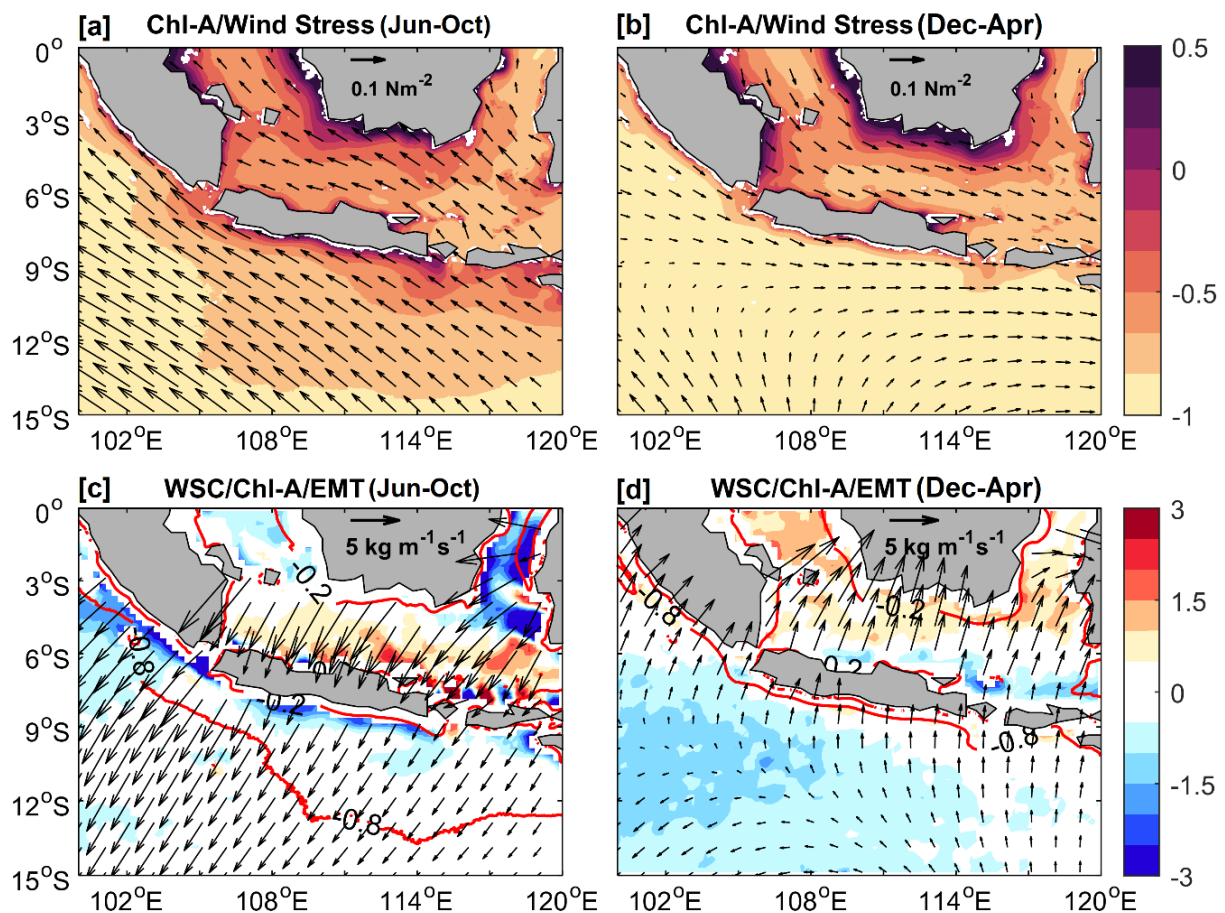 [a] Chl-A/Wind Stress (Jun-Oct)
[b] Chl-A/Wind Stress (Dec-Apr)
0°
3°S
6°S
9°S
12°S
15°S
0.1 Nm⁻²
0.1 Nm⁻²
0.5
0
-0.5
-1
102°E 108°E 114°E 120°E
102°E 108°E 114°E 120°E
[c] WSC/Chl-A/EMT (Jun-Oct)
[d] WSC/Chl-A/EMT (Dec-Apr)
0°
3°S
6°S
9°S
12°S
15°S
5 kg m⁻¹s⁻¹
-0.2
-0.8
-0.2
-0.8
5 kg m⁻¹s⁻¹
-0.8
-0.2
-0.8
3
1.5
0
-1.5
-3
102°E 108°E 114°E 120°E
102°E 108°E 114°E 120°E